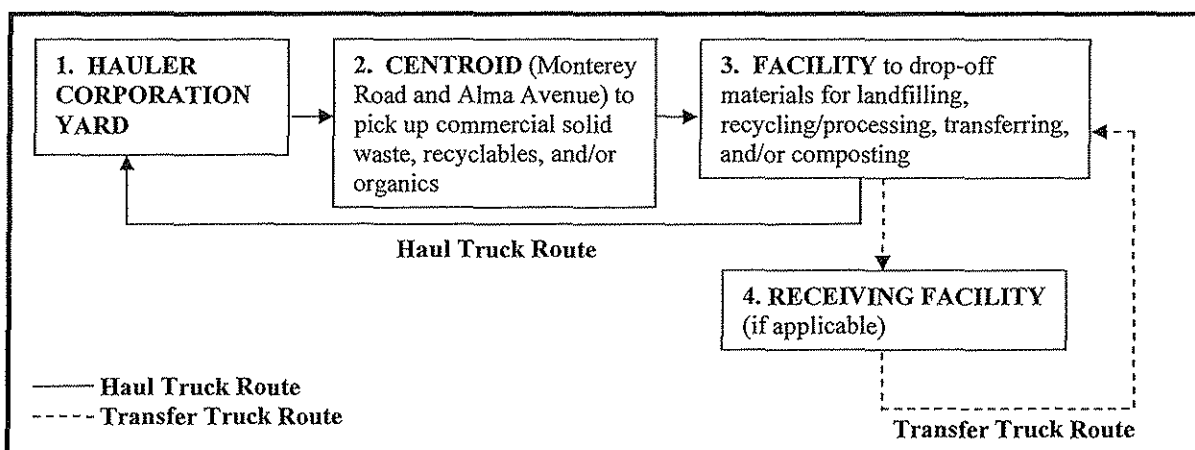 1. HAULER
CORPORATION
YARD
2. CENTROID (Monterey
Road and Alma Avenue) to
pick up commercial solid
waste, recyclables, and/or
organics
3. FACILITY to drop-off
materials for landfilling,
recycling/processing, transferring,
and/or composting
Haul Truck Route
4. RECEIVING FACILITY
(if applicable)
Haul Truck Route
Transfer Truck Route
Transfer Truck Route